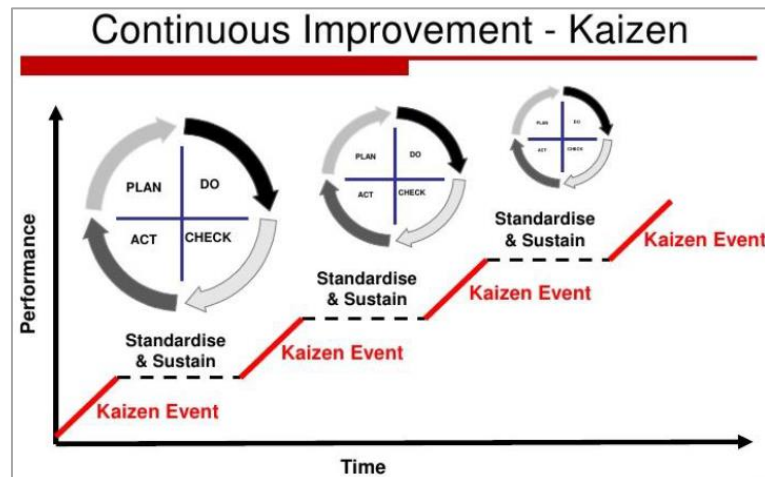 Continuous Improvement - Kaizen
Performance
PLAN
DO
ACT
CHECK
PLAN
DO
ACT
CHECK
PLAN
DO
ACT
CHECK
Standardise
& Sustain
Kaizen Event
Standardise
& Sustain
Kaizen Event
Standardise
& Sustain
Kaizen Event
Kaizen Event
Time